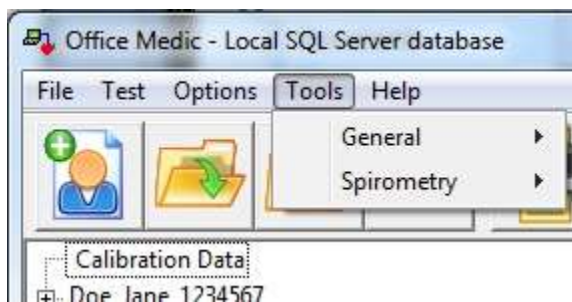 Office Medic - Local SQL Server database
File Test Options Tools Help
General
Spirometry
Calibration Data
Doe Jane 1234567